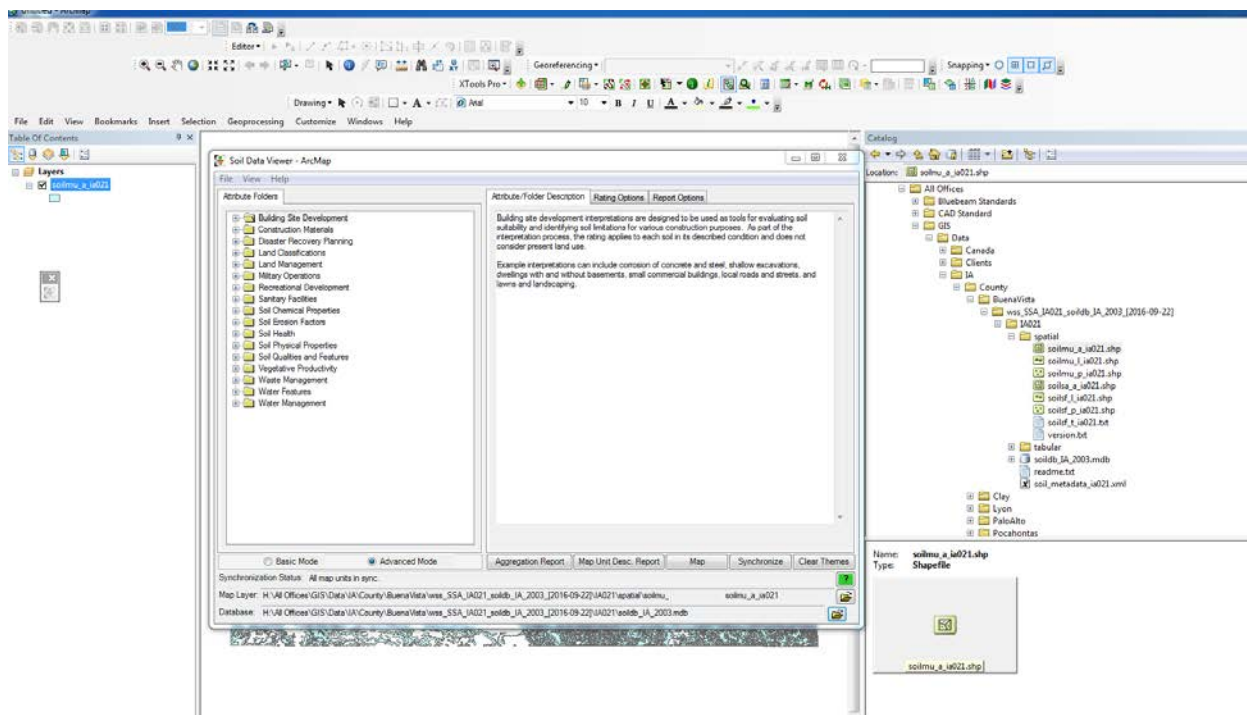 Untitled - ArcMap
Editor
Georeferencing
Snapping
XTools Pro
Drawing A Arial 10 B I U A
File Edit View Bookmarks Insert Selection Geoprocessing Customize Windows Help
Table Of Contents
Layers
soilmu_a_ia021
Soil Data Viewer - ArcMap
File View Help
Attribute Folders
Building Site Development
Construction Materials
Disaster Recovery Planning
Land Classifications
Land Management
Military Operations
Recreational Development
Sanitary Facilities
Soil Chemical Properties
Soil Erosion Factors
Soil Health
Soil Physical Properties
Soil Qualities and Features
Vegetative Productivity
Waste Management
Water Features
Water Management
Attribute/Folder Description Rating Options Report Options
Building site development interpretations are designed to be used as tools for evaluating soil
suitability and identifying soil limitations for various construction purposes. As part of the
interpretation process, the rating applies to each soil in its described condition and does not
consider present land use.
Example interpretations can include corrosion of concrete and steel, shallow excavations,
dwellings with and without basements, small commercial buildings, local roads and streets, and
lawns and landscaping.
Basic Mode Advanced Mode
Aggregation Report Map Unit Desc. Report Map Synchronize Clear Themes
Synchronization Status: All map units in sync.
?
Map Layer: H:\All Offices\GIS\Data\IA\County\BuenaVista\wss_SSA_IA021_soildb_IA_2003_[2016-09-22]\IA021\spatial\soilmu_ soilmu_a_ia021
Database: H:\All Offices\GIS\Data\IA\County\BuenaVista\wss_SSA_IA021_soildb_IA_2003_[2016-09-22]\IA021\soildb_IA_2003.mdb
Catalog
Location: soilmu_a_ia021.shp
All Offices
Bluebeam Standards
CAD Standard
GIS
Data
Canada
Clients
IA
County
BuenaVista
wss_SSA_IA021_soildb_IA_2003_[2016-09-22]
IA021
spatial
soilmu_a_ia021.shp
soilmu_l_ia021.shp
soilmu_p_ia021.shp
soilsa_a_ia021.shp
soilsf_l_ia021.shp
soilsf_p_ia021.shp
soilsf_t_ia021.txt
version.txt
tabular
soildb_IA_2003.mdb
readme.txt
soil_metadata_ia021.xml
Clay
Lyon
PaloAlto
Pocahontas
Name: soilmu_a_ia021.shp
Type: Shapefile
soilmu_a_ia021.shp